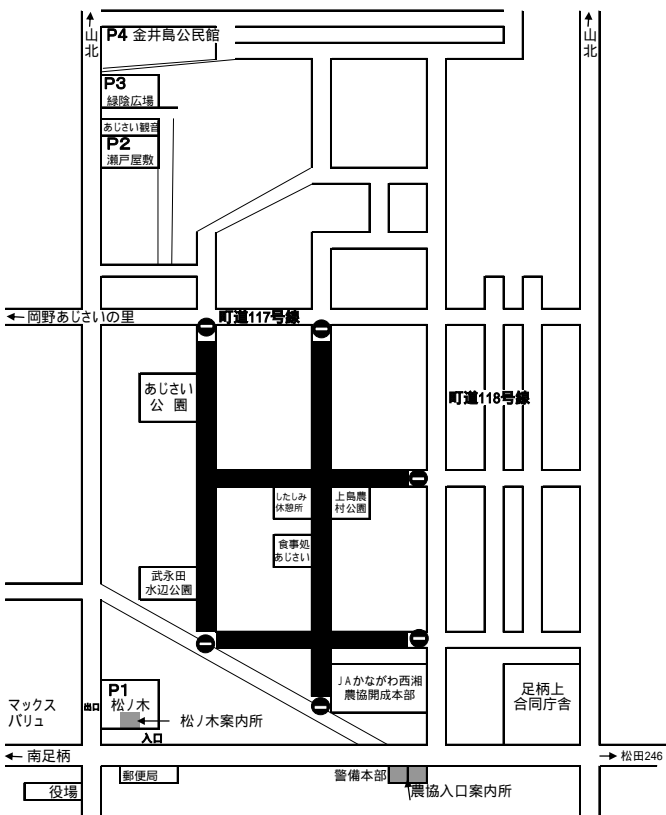 山北
山北
P4 金井島公民館
P3
緑陰広場
あじさい観音
P2
瀬戸屋敷
← 岡野あじさいの里
町道117号線
あじさい
公 園
町道118号線
したしみ
休憩所
上島農
村公園
食事処
あじさい
武永田
水辺公園
P1
松ノ木
JAかながわ西湘
農協開成本部
足柄上
合同庁舎
マックス
バリュ
出口
← 松ノ木案内所
入口
← 南足柄
→ 松田246
郵便局
警備本部
役場
農協入口案内所